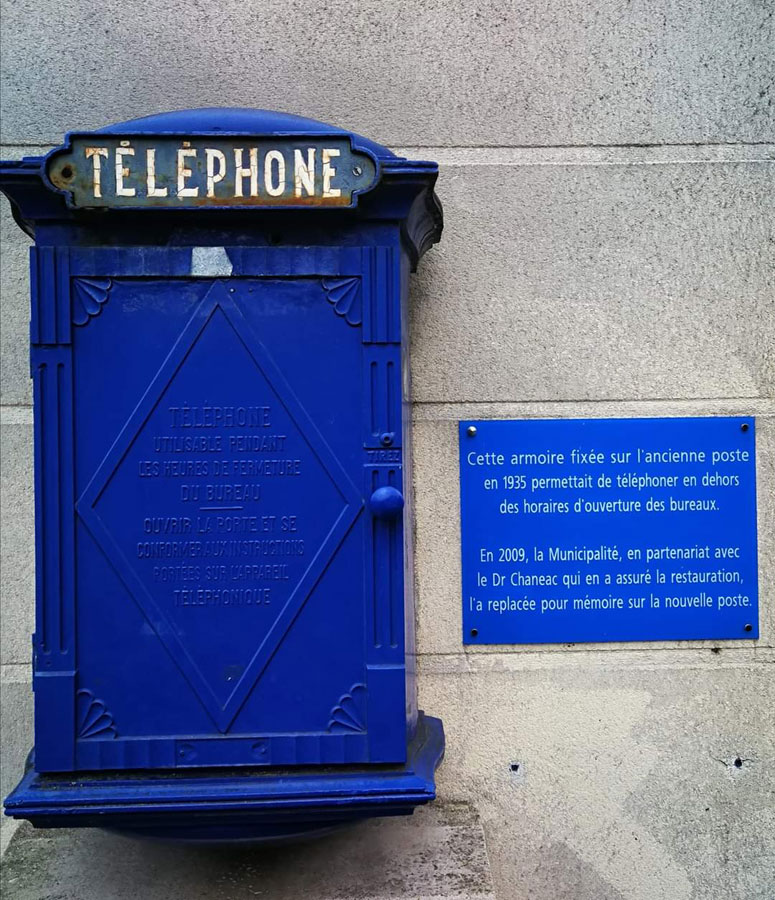 TÉLÉPHONE
TÉLÉPHONE
UTILISABLE PENDANT
LES HEURES DE FERMETURE
DU BUREAU
OUVRIR LA PORTE ET SE
CONFORMER AUX INSTRUCTIONS
PORTÉES SUR L'APPAREIL
TÉLÉPHONIQUE
TIREZ
Cette armoire fixée sur l'ancienne poste
en 1935 permettait de téléphoner en dehors
des horaires d'ouverture des bureaux.
En 2009, la Municipalité, en partenariat avec
le Dr Chaneac qui en a assuré la restauration,
l'a replacée pour mémoire sur la nouvelle poste.